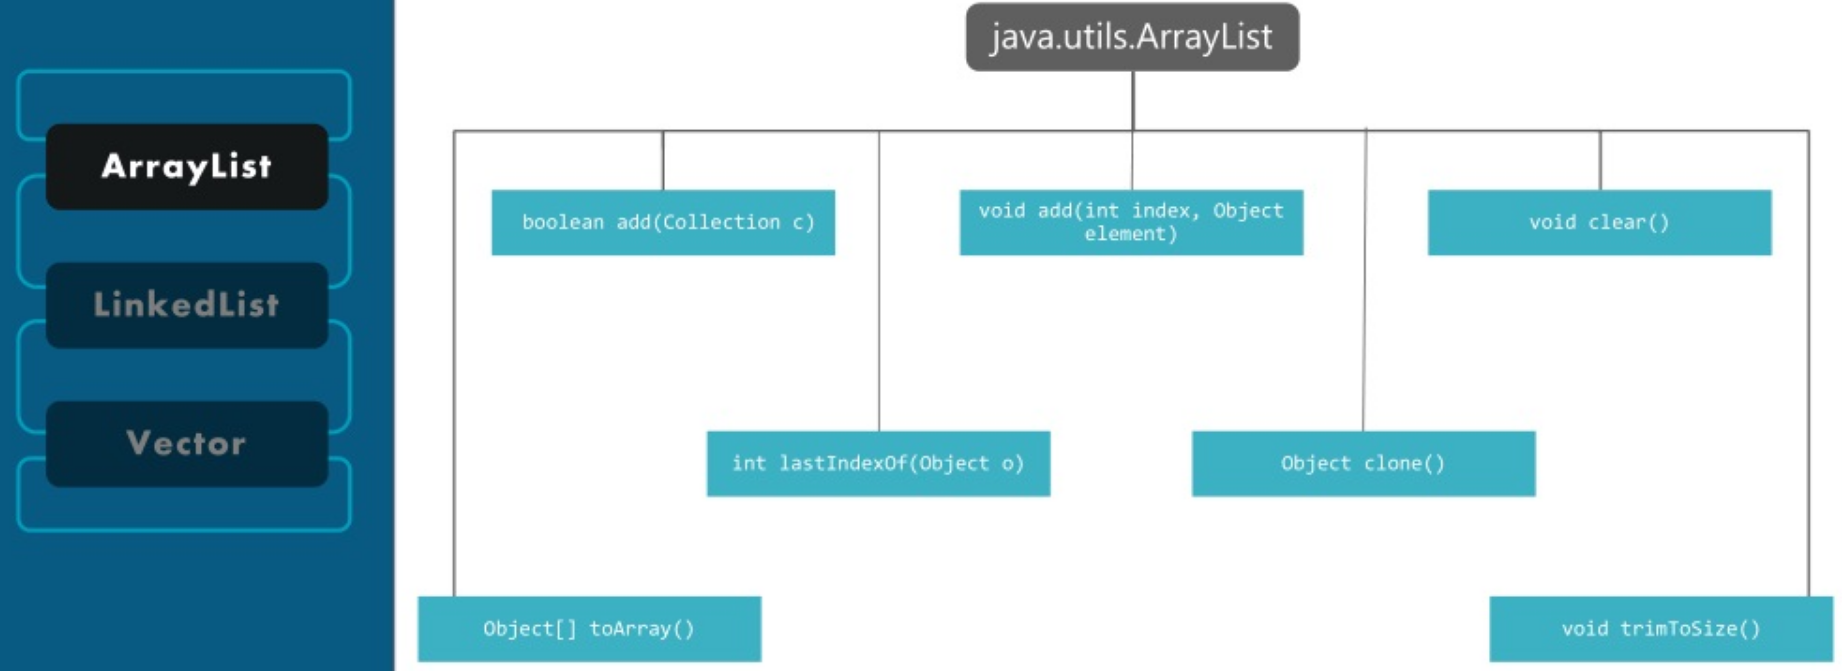 ArrayList
LinkedList
Vector
java.utils.ArrayList
boolean add(Collection c)
void add(int index, Object
element)
void clear()
int lastIndexOf(Object o)
Object clone()
Object[] toArray()
void trimToSize()